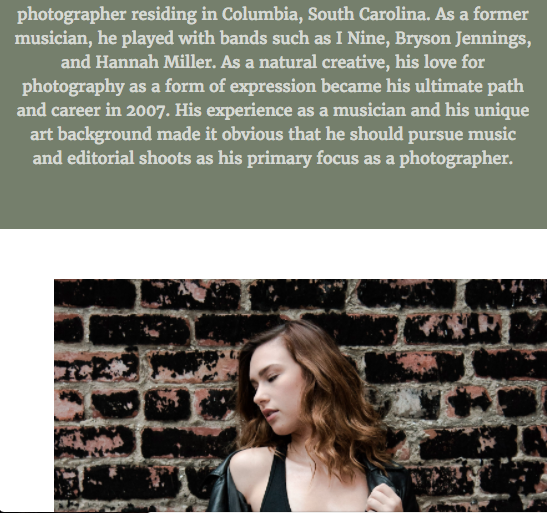 photographer residing in Columbia, South Carolina. As a former
musician, he played with bands such as I Nine, Bryson Jennings,
and Hannah Miller. As a natural creative, his love for
photography as a form of expression became his ultimate path
and career in 2007. His experience as a musician and his unique
art background made it obvious that he should pursue music
and editorial shoots as his primary focus as a photographer.